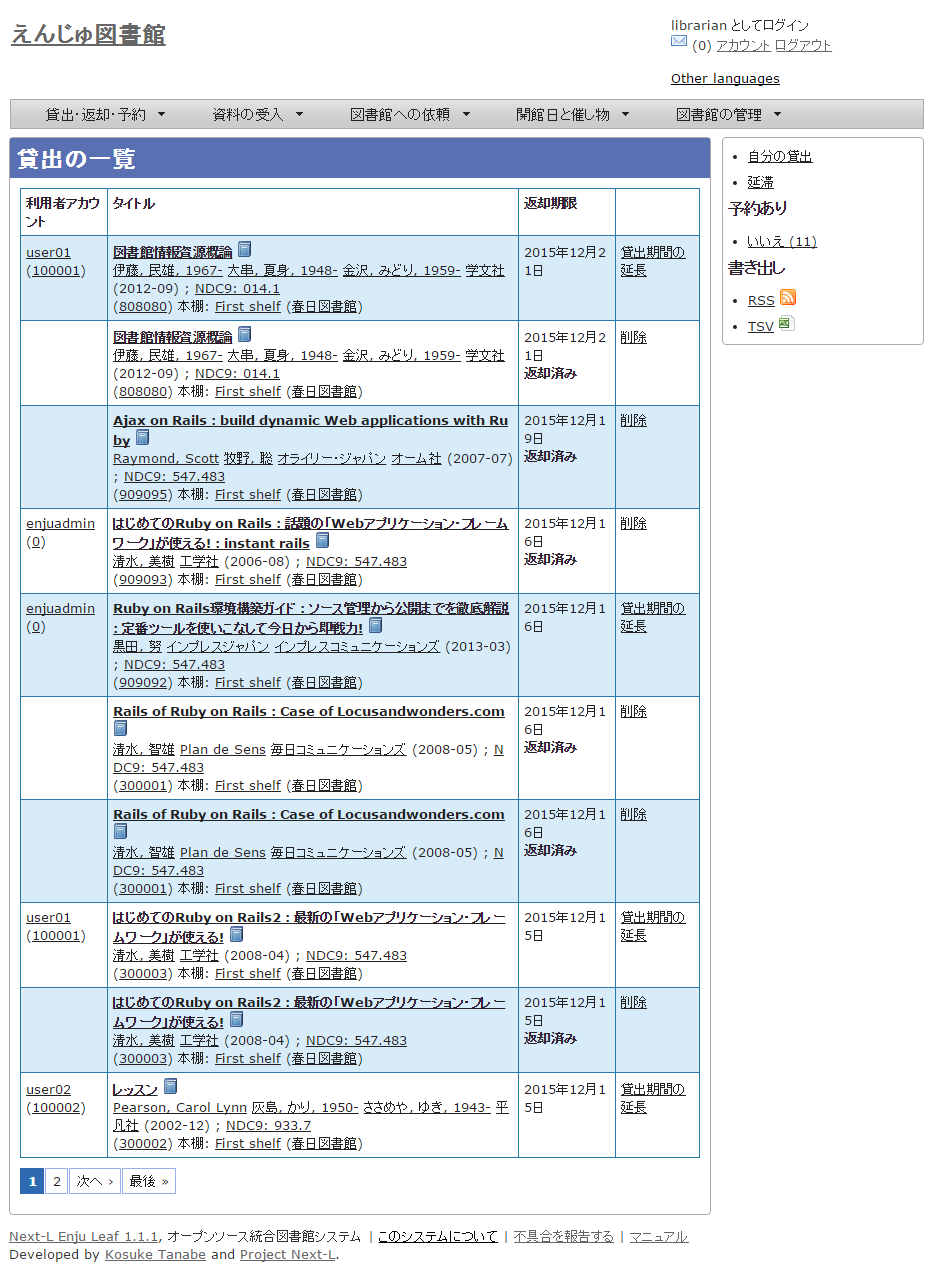 えんじゅ図書館
librarian としてログイン
(0) アカウント ログアウト
Other languages
貸出・返却・予約 ▼ 資料の受入 ▼ 図書館への依頼 ▼ 開館日と催し物 ▼ 図書館の管理 ▼
貸出の一覧
利用者アカウ
ント
タイトル
返却期限
user01
(100001)
図書館情報資源概論
伊藤, 民雄, 1967- 大串, 夏身, 1948- 金沢, みどり, 1959- 学文社
(2012-09) ; NDC9: 014.1
(808080) 本棚: First shelf (春日図書館)
2015年12月2
1日
貸出期間の
延長
図書館情報資源概論
伊藤, 民雄, 1967- 大串, 夏身, 1948- 金沢, みどり, 1959- 学文社
(2012-09) ; NDC9: 014.1
(808080) 本棚: First shelf (春日図書館)
2015年12月2
1日
返却済み
削除
Ajax on Rails : build dynamic Web applications with Ru
by
Raymond, Scott 牧野, 聡 オライリー・ジャパン オーム社 (2007-07)
; NDC9: 547.483
(909095) 本棚: First shelf (春日図書館)
2015年12月1
9日
返却済み
削除
enjuadmin
(0)
はじめてのRuby on Rails : 話題の「Webアプリケーション・フレーム
ワーク」が使える! : instant rails
清水, 美樹 工学社 (2006-08) ; NDC9: 547.483
(909093) 本棚: First shelf (春日図書館)
2015年12月1
6日
返却済み
削除
enjuadmin
(0)
Ruby on Rails環境構築ガイド : ソース管理から公開までを徹底解説
: 定番ツールを使いこなして今日から即戦力!
黒田, 努 インプレスジャパン インプレスコミュニケーションズ (2013-03)
; NDC9: 547.483
(909092) 本棚: First shelf (春日図書館)
2015年12月1
6日
貸出期間の
延長
Rails of Ruby on Rails : Case of Locusandwonders.com
清水, 智雄 Plan de Sens 毎日コミュニケーションズ (2008-05) ; N
DC9: 547.483
(300001) 本棚: First shelf (春日図書館)
2015年12月1
6日
返却済み
削除
Rails of Ruby on Rails : Case of Locusandwonders.com
清水, 智雄 Plan de Sens 毎日コミュニケーションズ (2008-05) ; N
DC9: 547.483
(300001) 本棚: First shelf (春日図書館)
2015年12月1
6日
返却済み
削除
user01
(100001)
はじめてのRuby on Rails2 : 最新の「Webアプリケーション・フレー
ムワーク」が使える!
清水, 美樹 工学社 (2008-04) ; NDC9: 547.483
(300003) 本棚: First shelf (春日図書館)
2015年12月1
5日
貸出期間の
延長
はじめてのRuby on Rails2 : 最新の「Webアプリケーション・フレー
ムワーク」が使える!
清水, 美樹 工学社 (2008-04) ; NDC9: 547.483
(300003) 本棚: First shelf (春日図書館)
2015年12月1
5日
返却済み
削除
user02
(100002)
レッスン
Pearson, Carol Lynn 灰島, かり, 1950- ささめや, ゆき, 1943- 平
凡社 (2002-12) ; NDC9: 933.7
(300002) 本棚: First shelf (春日図書館)
2015年12月1
5日
貸出期間の
延長
1 2 次へ › 最後 »
• 自分の貸出
• 延滞
予約あり
• いいえ (11)
書き出し
• RSS
• TSV
Next-L Enju Leaf 1.1.1, オープンソース統合図書館システム | このシステムについて | 不具合を報告する | マニュアル
Developed by Kosuke Tanabe and Project Next-L.